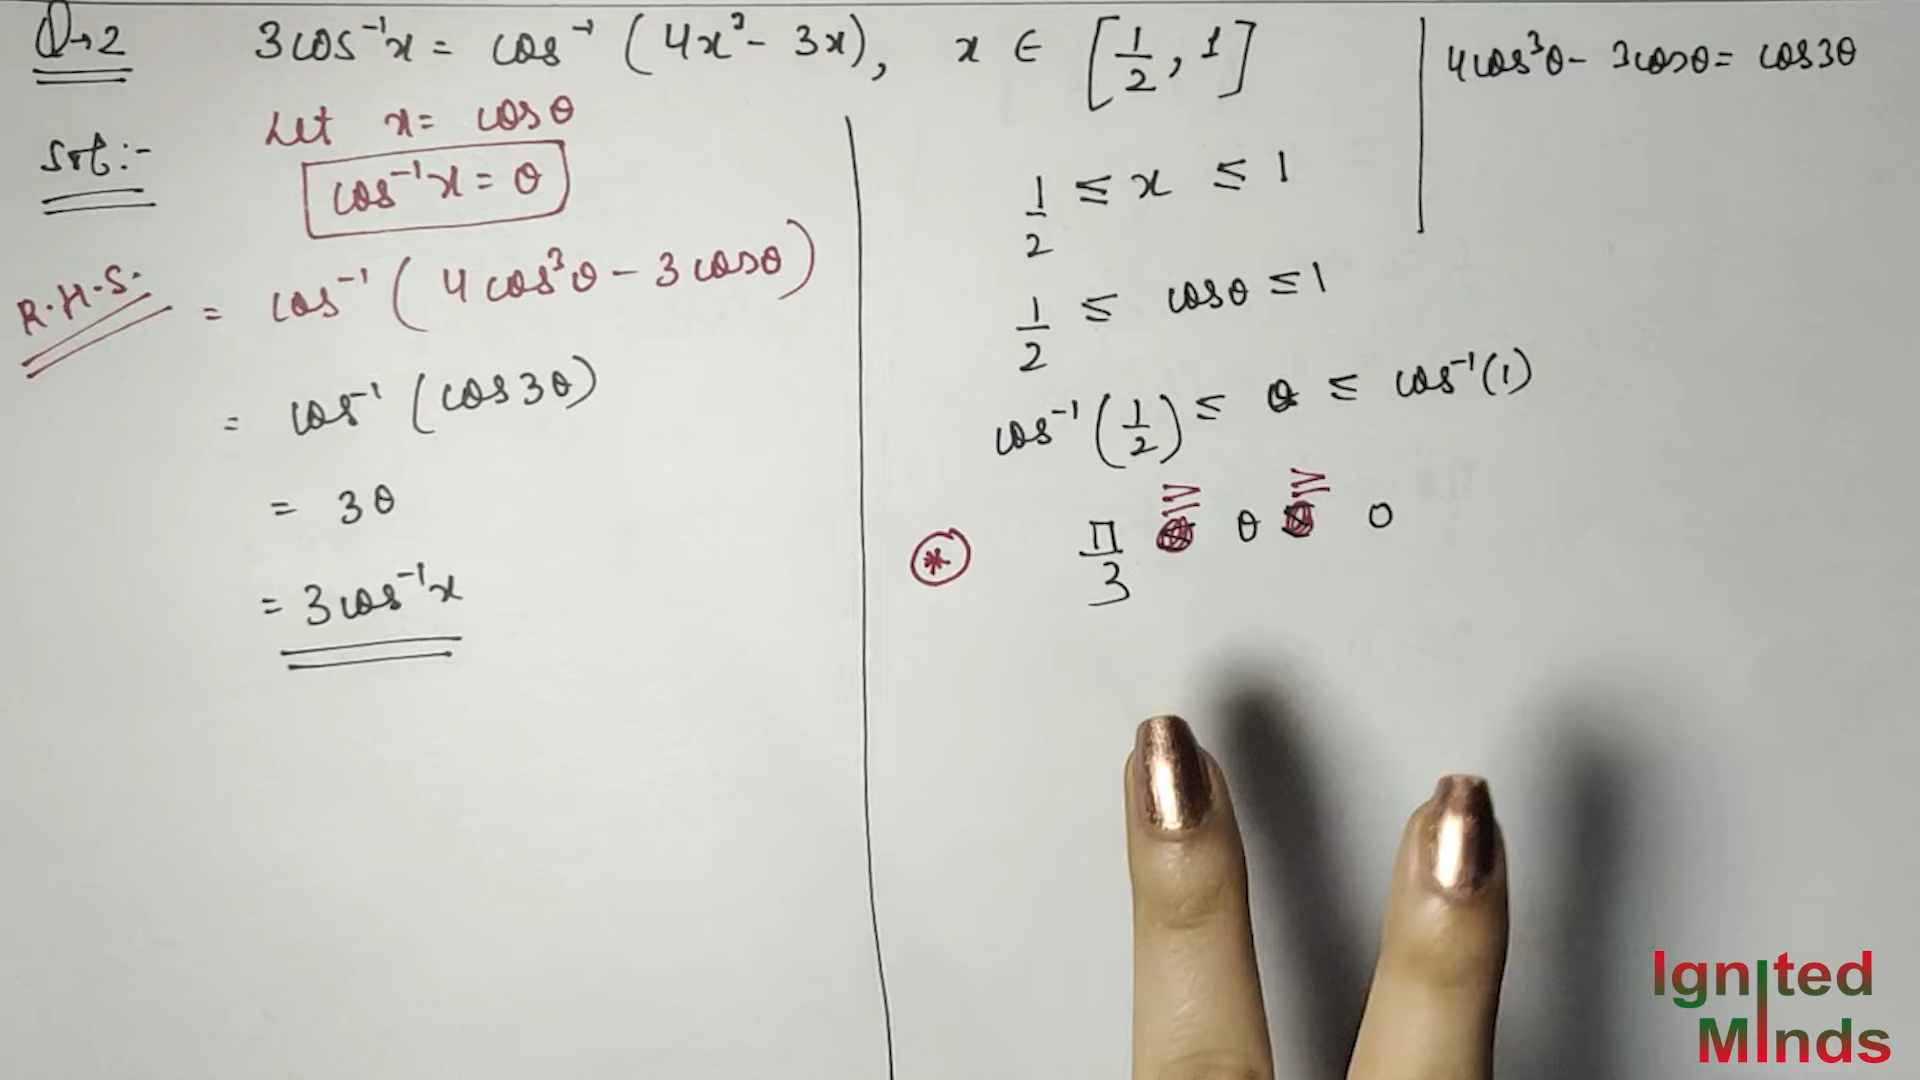 Q→2 3cos⁻¹x = cos⁻¹ (4x³ - 3x), x ∈ [1/2, 1]
4cos³θ - 3cosθ = cos3θ
Sol:-
Let x = cosθ
cos⁻¹x = θ
R.H.S. = cos⁻¹ (4cos³θ - 3cosθ)
= cos⁻¹ (cos3θ)
= 3θ
= 3cos⁻¹x
1/2 ≤ x ≤ 1
1/2 ≤ cosθ ≤ 1
cos⁻¹(1/2) ≤ θ ≤ cos⁻¹(1)
* π/3 ≥ θ ≥ 0
Ignited
Minds